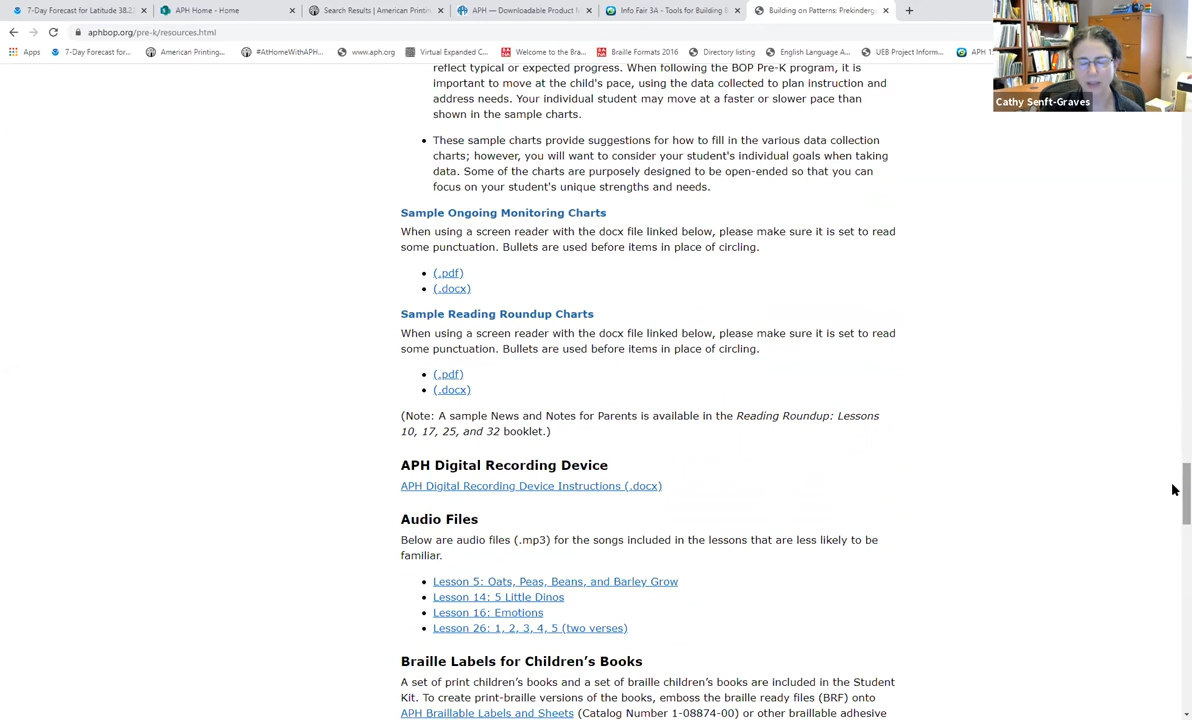 7-Day Forecast for Latitude 38.2
APH Home - Home
Search Results | American Printin
APH — Downloadable Product M
Info Fair 3A - Tools for Building B
Building on Patterns: Prekinderg
aphbop.org/pre-k/resources.html
Apps
7-Day Forecast for...
American Printing...
#AtHomeWithAPH...
www.aph.org
Virtual Expanded C...
Welcome to the Bra...
Braille Formats 2016
Directory listing
English Language A...
UEB Project Inform...
APH 1
Cathy Senft-Graves
reflect typical or expected progress. When following the BOP Pre-K program, it is
important to move at the child's pace, using the data collected to plan instruction and
address needs. Your individual student may move at a faster or slower pace than
shown in the sample charts.
• These sample charts provide suggestions for how to fill in the various data collection
charts; however, you will want to consider your student's individual goals when taking
data. Some of the charts are purposely designed to be open-ended so that you can
focus on your student's unique strengths and needs.
Sample Ongoing Monitoring Charts
When using a screen reader with the docx file linked below, please make sure it is set to read
some punctuation. Bullets are used before items in place of circling.
• (.pdf)
• (.docx)
Sample Reading Roundup Charts
When using a screen reader with the docx file linked below, please make sure it is set to read
some punctuation. Bullets are used before items in place of circling.
• (.pdf)
• (.docx)
(Note: A sample News and Notes for Parents is available in the Reading Roundup: Lessons
10, 17, 25, and 32 booklet.)
APH Digital Recording Device
APH Digital Recording Device Instructions (.docx)
Audio Files
Below are audio files (.mp3) for the songs included in the lessons that are less likely to be
familiar.
• Lesson 5: Oats, Peas, Beans, and Barley Grow
• Lesson 14: 5 Little Dinos
• Lesson 16: Emotions
• Lesson 26: 1, 2, 3, 4, 5 (two verses)
Braille Labels for Children's Books
A set of print children's books and a set of braille children's books are included in the Student
Kit. To create print-braille versions of the books, emboss the braille ready files (BRF) onto
APH Braillable Labels and Sheets (Catalog Number 1-08874-00) or other braillable adhesive